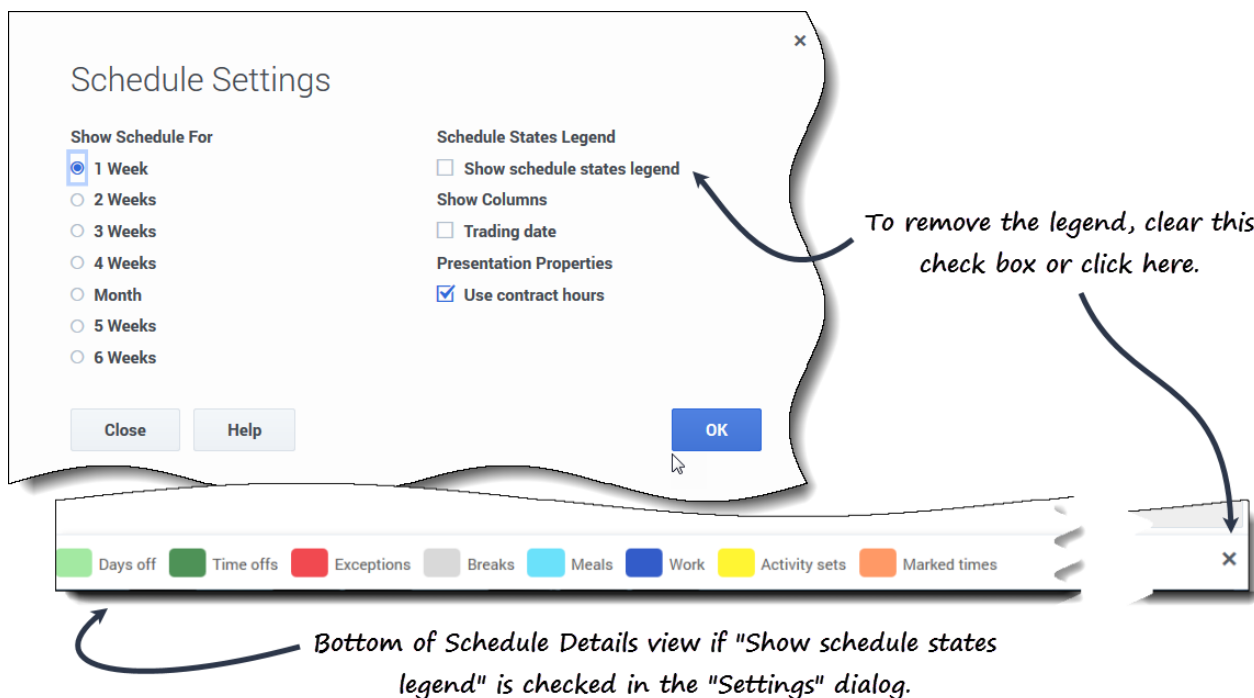 ×
Schedule Settings
Show Schedule For
1 Week
2 Weeks
3 Weeks
4 Weeks
Month
5 Weeks
6 Weeks
Schedule States Legend
Show schedule states legend
Show Columns
Trading date
Presentation Properties
Use contract hours
Close Help OK
To remove the legend, clear this
check box or click here.
Days off Time offs Exceptions Breaks Meals Work Activity sets Marked times ×
Bottom of Schedule Details view if "Show schedule states
legend" is checked in the "Settings" dialog.